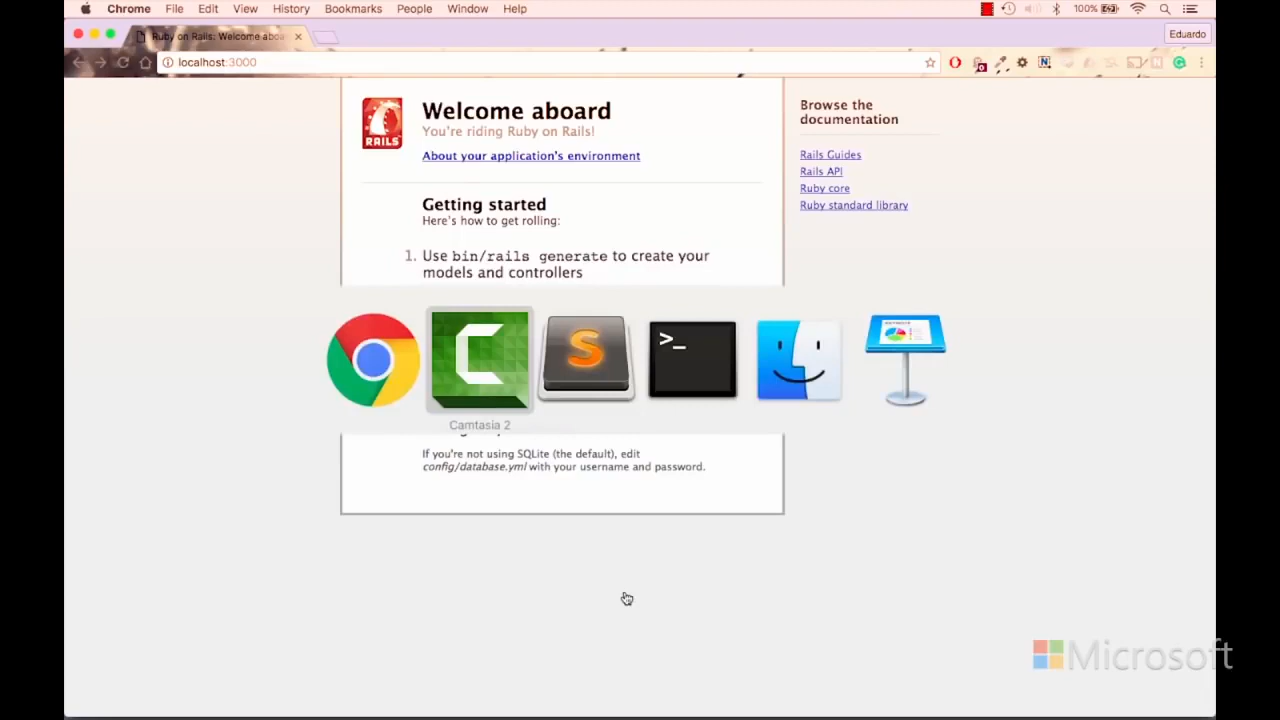 Chrome File Edit View History Bookmarks People Window Help 100%
Ruby on Rails: Welcome aboa
Eduardo
localhost:3000
RAILS
Welcome aboard
You're riding Ruby on Rails!
About your application's environment
Getting started
Here's how to get rolling:
1. Use bin/rails generate to create your
models and controllers
Browse the
documentation
Rails Guides
Rails API
Ruby core
Ruby standard library
Camtasia 2
If you're not using SQLite (the default), edit
config/database.yml with your username and password.
Microsoft